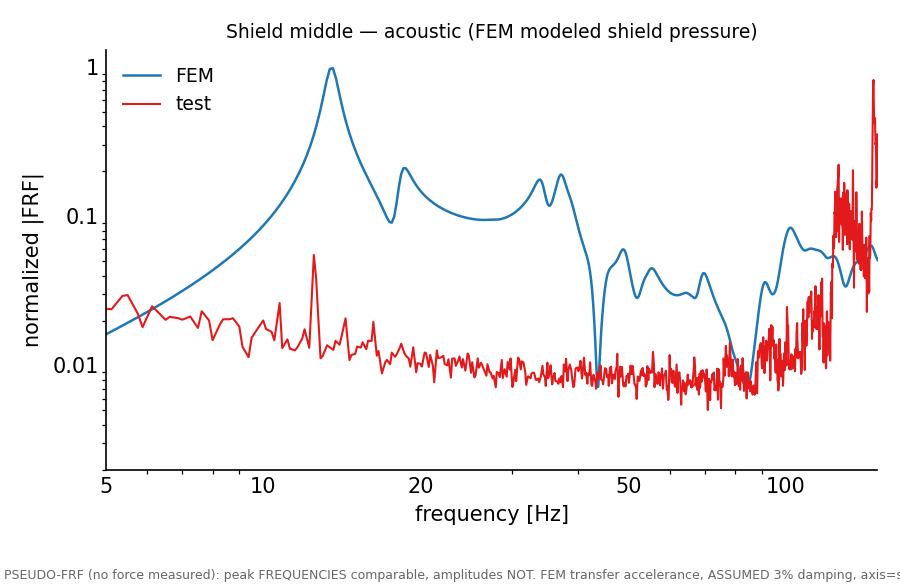 Shield middle — acoustic (FEM modeled shield pressure)
FEM
test
normalized |FRF|
1
0.1
0.01
5
10
20
50
100
frequency [Hz]
PSEUDO-FRF (no force measured): peak FREQUENCIES comparable, amplitudes NOT. FEM transfer accelerance, ASSUMED 3% damping, axis=s